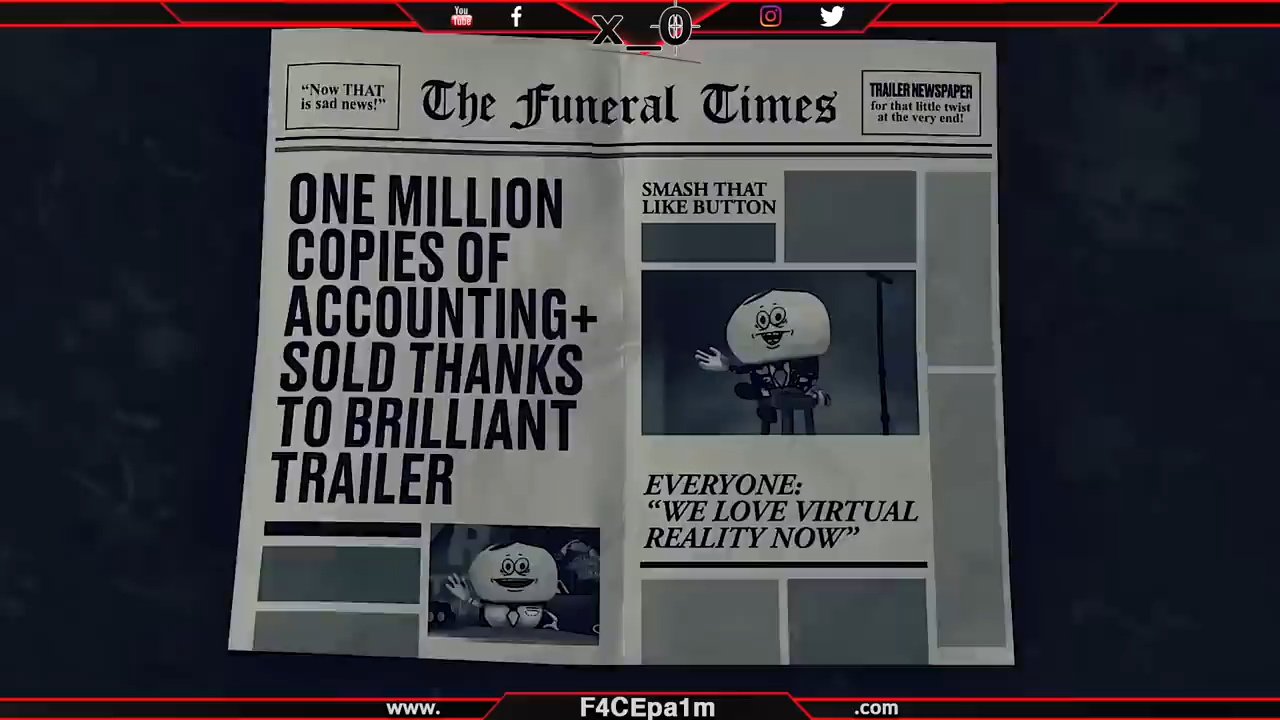 You
Tube
f
X_0
"Now THAT
is sad news!"
The Funeral Times
TRAILER NEWSPAPER
for that little twist
at the very end!
ONE MILLION
COPIES OF
ACCOUNTING+
SOLD THANKS
TO BRILLIANT
TRAILER
SMASH THAT
LIKE BUTTON
EVERYONE:
"WE LOVE VIRTUAL
REALITY NOW"
www. F4CEpa1m .com